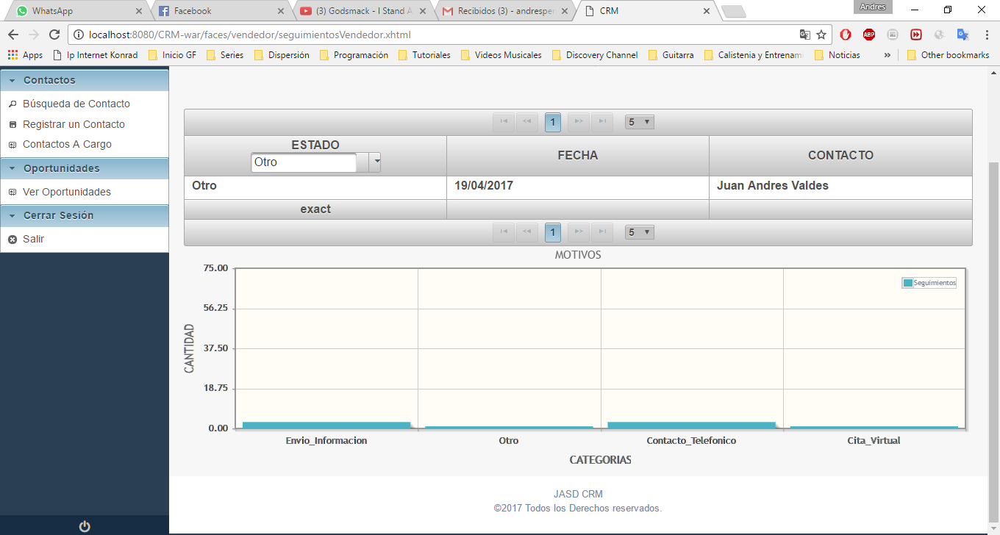 WhatsApp
Facebook
(3) Godsmack - I Stand A
Recibidos (3) - andresper
CRM
Andres
localhost:8080/CRM-war/faces/vendedor/seguimientosVendedor.xhtml
ABP
Apps
Ip Internet Konrad
Inicio GF
Series
Dispersión
Programación
Tutoriales
Videos Musicales
Discovery Channel
Guitarra
Calistenia y Entrenam
Noticias
»
Other bookmarks
Contactos
Búsqueda de Contacto
Registrar un Contacto
Contactos A Cargo
Oportunidades
Ver Oportunidades
Cerrar Sesión
Salir
1
5
ESTADO
Otro
FECHA
CONTACTO
Otro
19/04/2017
Juan Andres Valdes
exact
1
5
MOTIVOS
75.00
56.25
37.50
18.75
0.00
CANTIDAD
Seguimientos
Envio_Informacion
Otro
Contacto_Telefonico
Cita_Virtual
CATEGORIAS
JASD CRM
©2017 Todos los Derechos reservados.